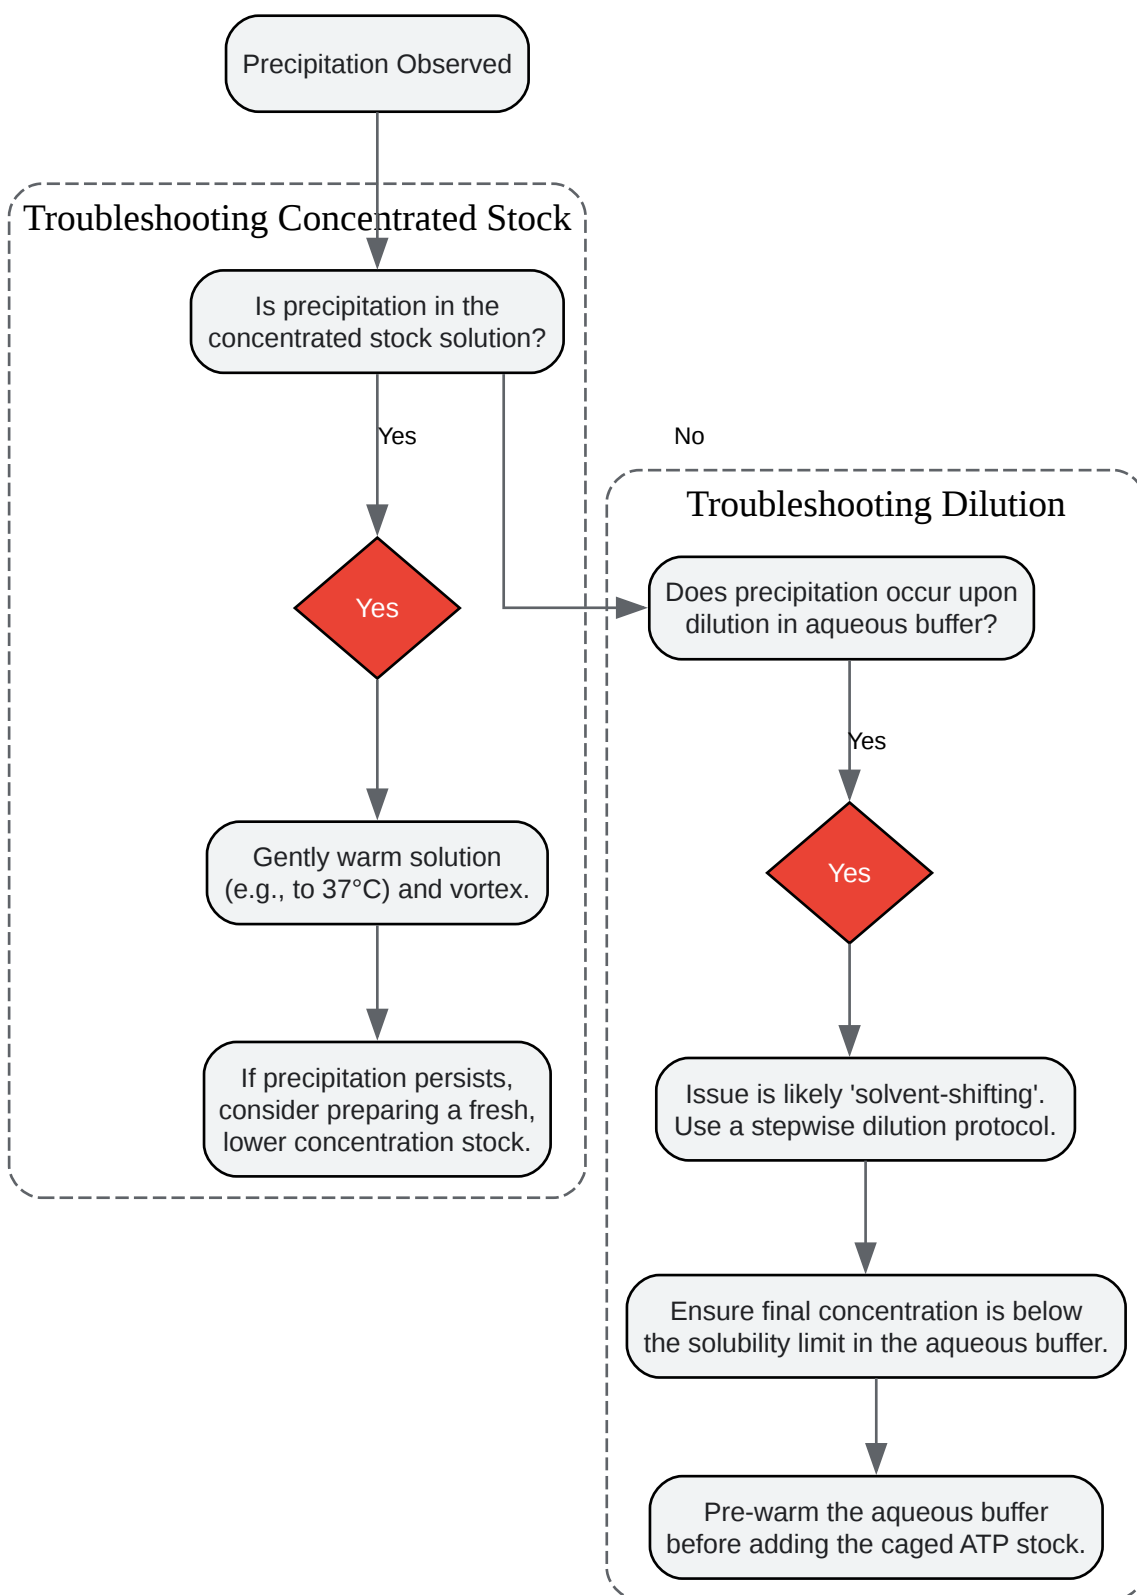 Precipitation Observed
Troubleshooting Concentrated Stock
Is precipitation in the
concentrated stock solution?
Yes
No
Yes
Gently warm solution
(e.g., to 37°C) and vortex.
If precipitation persists,
consider preparing a fresh,
lower concentration stock.
Troubleshooting Dilution
Does precipitation occur upon
dilution in aqueous buffer?
Yes
Yes
Issue is likely 'solvent-shifting'.
Use a stepwise dilution protocol.
Ensure final concentration is below
the solubility limit in the aqueous buffer.
Pre-warm the aqueous buffer
before adding the caged ATP stock.